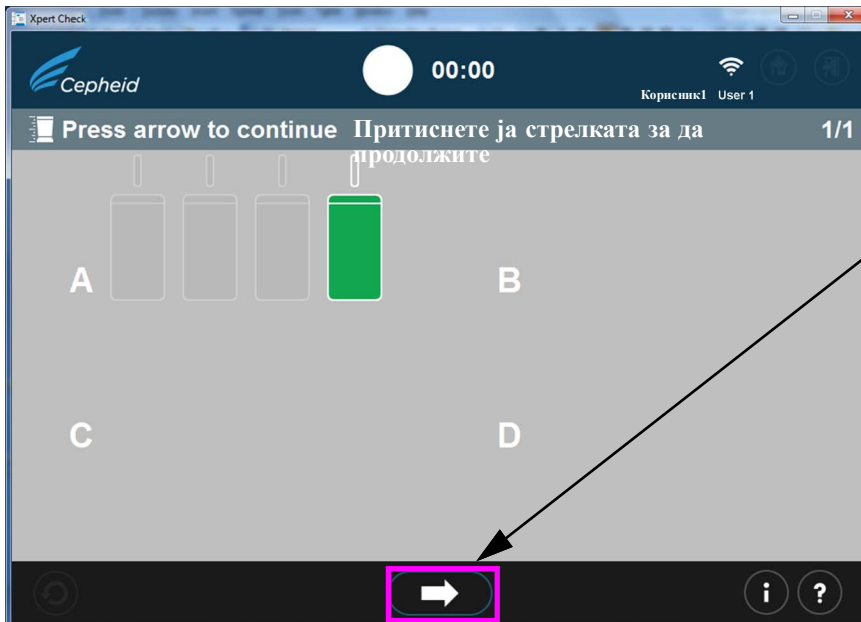 Xpert Check
Cepheid
00:00
Корисник1 User 1
Press arrow to continue Притиснете ја стрелката за да 1/1
продолжите
A
B
C
D
i ?